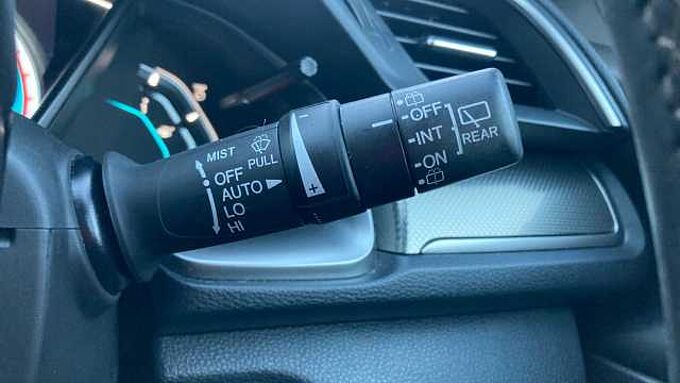 MIST
PULL
OFF
AUTO
LO
HI
- +
OFF
INT
ON
REAR